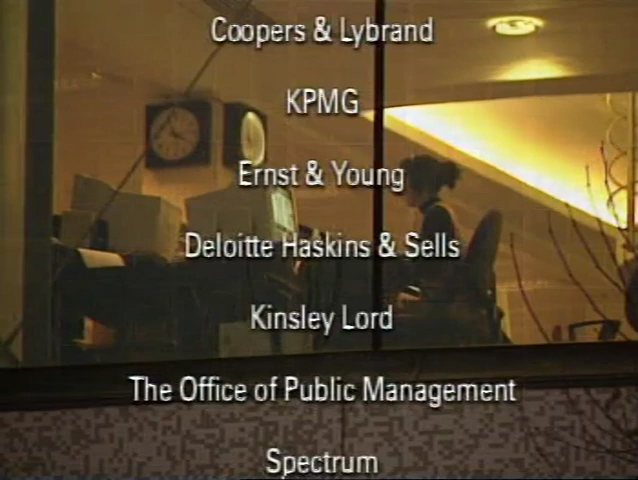 Coopers & Lybrand
KPMG
Ernst & Young
Deloitte Haskins & Sells
Kinsley Lord
The Office of Public Management
Spectrum